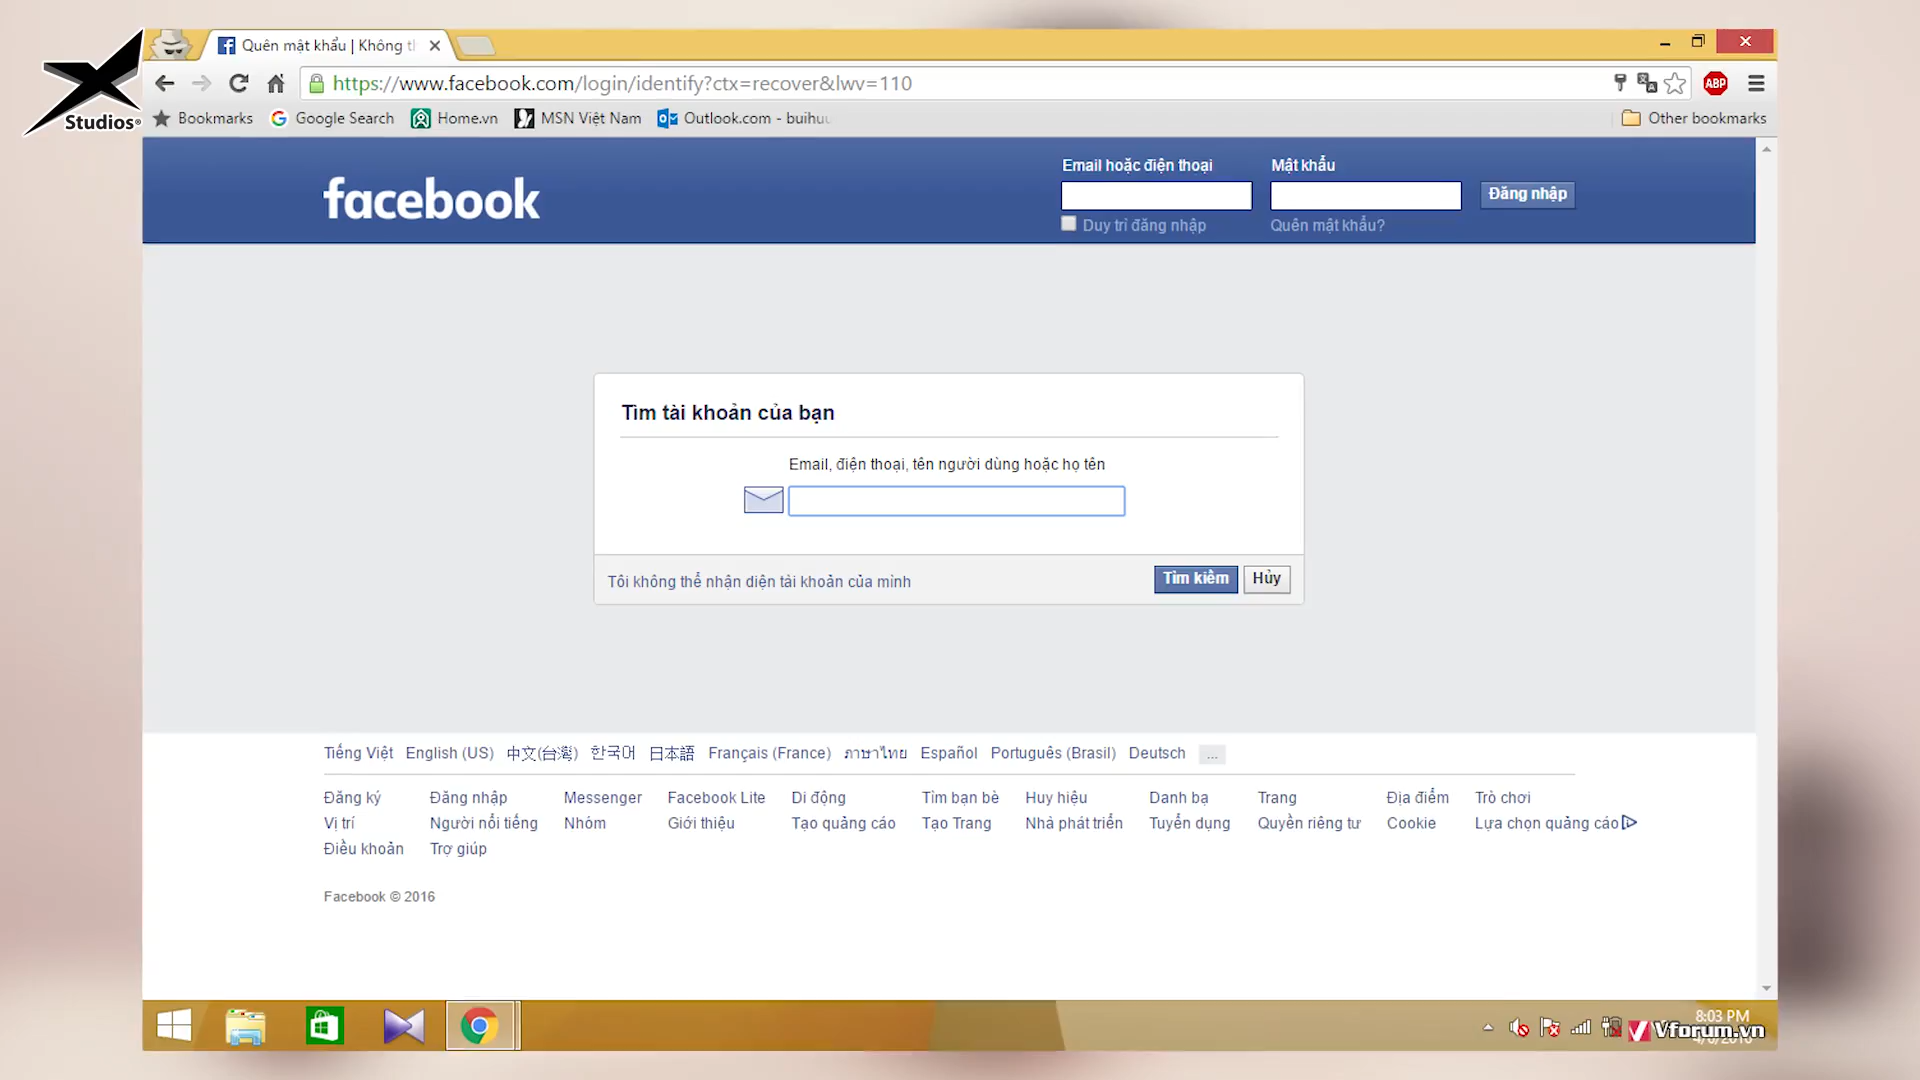 Studios®
Quên mật khẩu | Không
https://www.facebook.com/login/identify?ctx=recover&lwv=110
ABP
Bookmarks
Google Search
Home.vn
MSN Việt Nam
Outlook.com - buihuu
Other bookmarks
facebook
Email hoặc điện thoại
Mật khẩu
Đăng nhập
Duy trì đăng nhập
Quên mật khẩu?
Tìm tài khoản của bạn
Email, điện thoại, tên người dùng hoặc họ tên
Tôi không thể nhận diện tài khoản của mình
Tìm kiếm
Hủy
Tiếng Việt English (US) 中文(台灣) 한국어 日本語 Français (France) ภาษาไทย Español Português (Brasil) Deutsch ...
Đăng ký Đăng nhập Messenger Facebook Lite Di động Tìm bạn bè Huy hiệu Danh bạ Trang Địa điểm Trò chơi
Vị trí Người nổi tiếng Nhóm Giới thiệu Tạo quảng cáo Tạo Trang Nhà phát triển Tuyển dụng Quyền riêng tư Cookie Lựa chọn quảng cáo
Điều khoản Trợ giúp
Facebook © 2016
8:03 PM
Vforum.vn